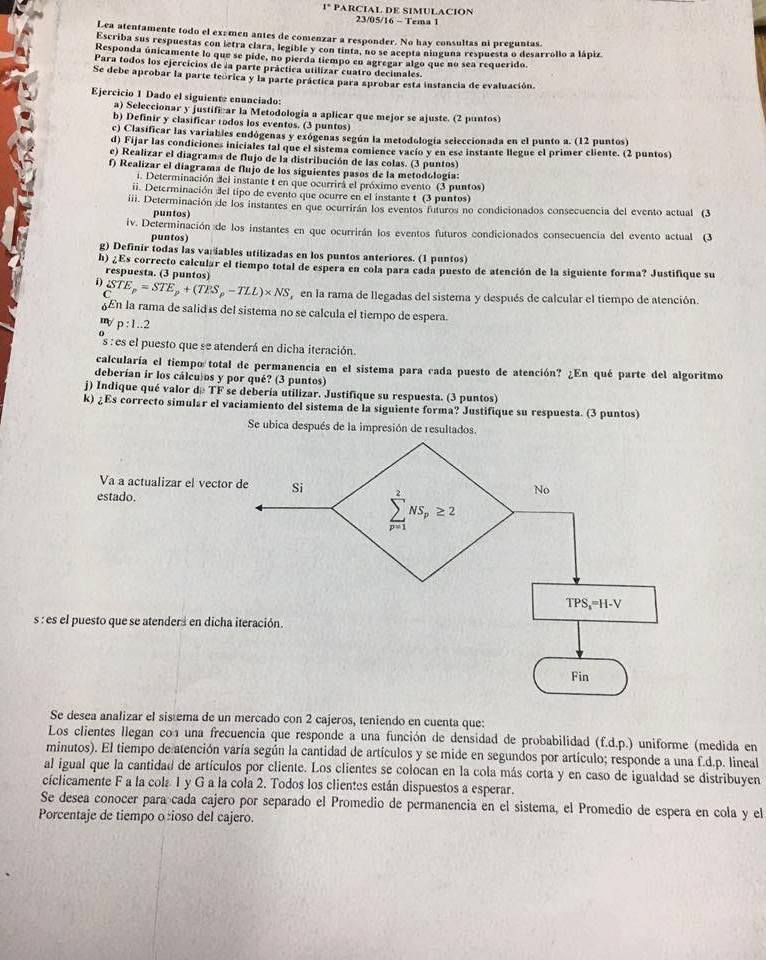 1º PARCIAL DE SIMULACION
23/05/16 – Tema 1
Lea atentamente todo el examen antes de comenzar a responder. No hay consultas ni preguntas.
Escriba sus respuestas con letra clara, legible y con tinta, no se acepta ninguna respuesta o desarrollo a lápiz.
Responda únicamente lo que se pide, no pierda tiempo en agregar algo que no sea requerido.
Para todos los ejercicios de la parte práctica utilizar cuatro decimales.
Se debe aprobar la parte teórica y la parte práctica para aprobar esta instancia de evaluación.
Ejercicio 1 Dado el siguiente enunciado:
a) Seleccionar y justificar la Metodología a aplicar que mejor se ajuste. (2 puntos)
b) Definir y clasificar todos los eventos. (3 puntos)
c) Clasificar las variables endógenas y exógenas según la metodología seleccionada en el punto a. (12 puntos)
d) Fijar las condiciones iniciales tal que el sistema comience vacío y en ese instante llegue el primer cliente. (2 puntos)
e) Realizar el diagrama de flujo de la distribución de las colas. (3 puntos)
f) Realizar el diagrama de flujo de los siguientes pasos de la metodología:
i. Determinación del instante t en que ocurrirá el próximo evento (3 puntos)
ii. Determinación del tipo de evento que ocurre en el instante t (3 puntos)
iii. Determinación de los instantes en que ocurrirán los eventos futuros no condicionados consecuencia del evento actual (3
puntos)
iv. Determinación de los instantes en que ocurrirán los eventos futuros condicionados consecuencia del evento actual (3
puntos)
g) Definir todas las variables utilizadas en los puntos anteriores. (1 puntos)
h) ¿Es correcto calcular el tiempo total de espera en cola para cada puesto de atención de la siguiente forma? Justifique su
respuesta. (3 puntos)
i) ¿STEp = STEp + (TPSp – TLL) × NSs en la rama de llegadas del sistema y después de calcular el tiempo de atención.
C
¿En la rama de salidas del sistema no se calcula el tiempo de espera.
m/ p : 1..2
o
s : es el puesto que se atenderá en dicha iteración.
calcularía el tiempo total de permanencia en el sistema para cada puesto de atención? ¿En qué parte del algoritmo
deberían ir los cálculos y por qué? (3 puntos)
j) Indique qué valor de TF se debería utilizar. Justifique su respuesta. (3 puntos)
k) ¿Es correcto simular el vaciamiento del sistema de la siguiente forma? Justifique su respuesta. (3 puntos)
Se ubica después de la impresión de resultados.
Va a actualizar el vector de
estado.
Si
2
∑ NSp ≥ 2
p=1
No
TPSs=H-V
s : es el puesto que se atenderá en dicha iteración.
Fin
Se desea analizar el sistema de un mercado con 2 cajeros, teniendo en cuenta que:
Los clientes llegan con una frecuencia que responde a una función de densidad de probabilidad (f.d.p.) uniforme (medida en
minutos). El tiempo de atención varía según la cantidad de artículos y se mide en segundos por artículo; responde a una f.d.p. lineal
al igual que la cantidad de artículos por cliente. Los clientes se colocan en la cola más corta y en caso de igualdad se distribuyen
cíclicamente F a la cola 1 y G a la cola 2. Todos los clientes están dispuestos a esperar.
Se desea conocer para cada cajero por separado el Promedio de permanencia en el sistema, el Promedio de espera en cola y el
Porcentaje de tiempo ocioso del cajero.